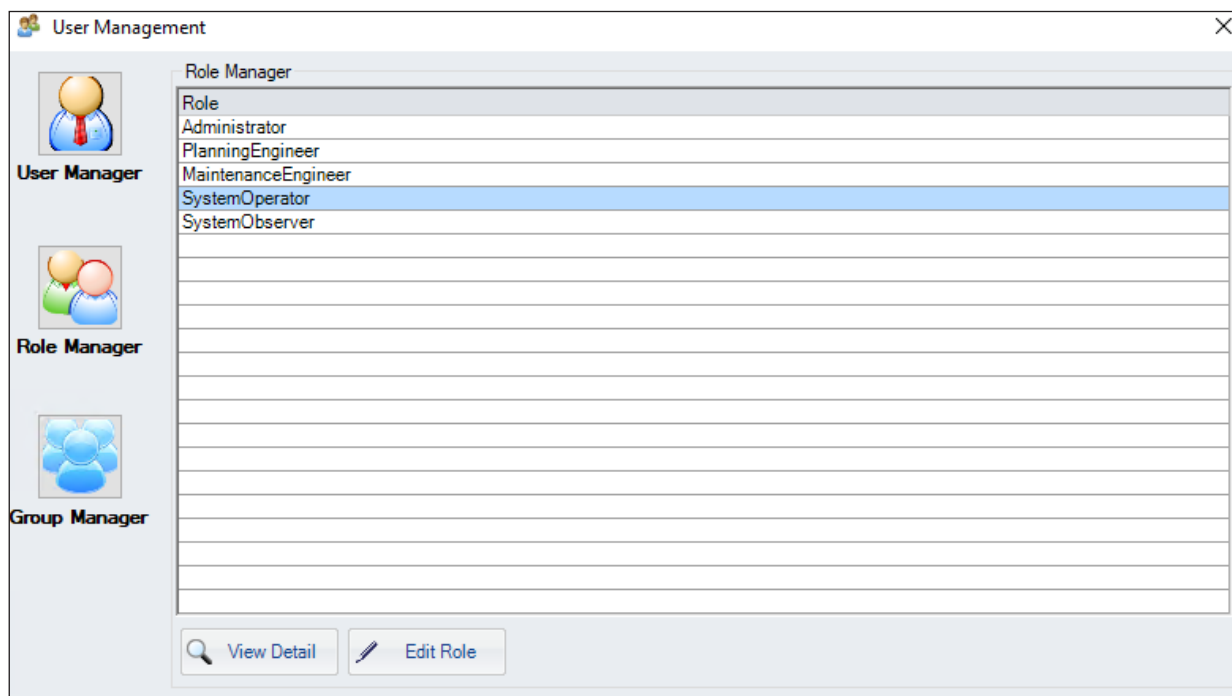 User Management
User Manager
Role Manager
Group Manager
Role Manager
Role
Administrator
PlanningEngineer
MaintenanceEngineer
SystemOperator
SystemObserver
View Detail
Edit Role